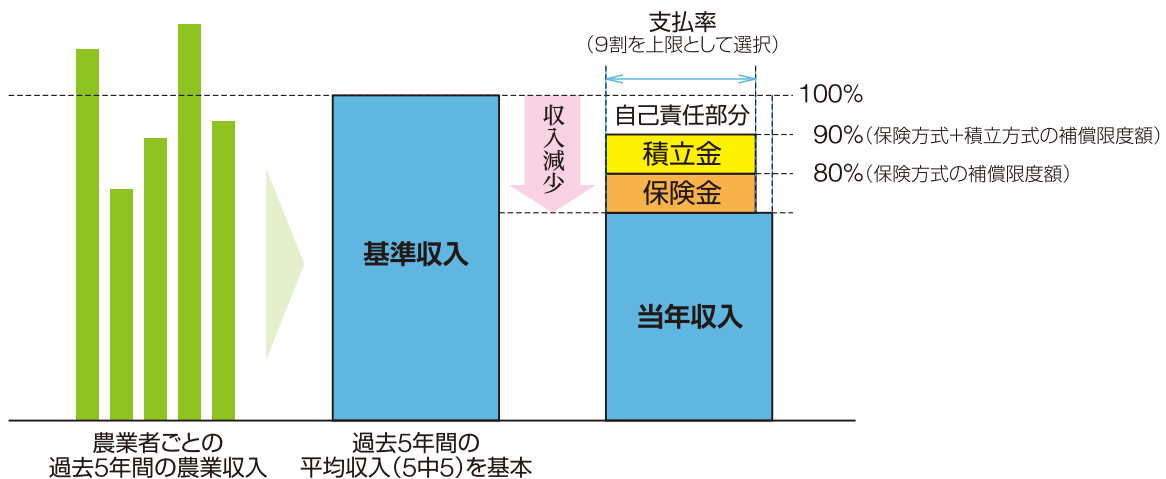 支払率
（9割を上限として選択）
100%
収入減少
自己責任部分
90%（保険方式＋積立方式の補償限度額）
積立金
80%（保険方式の補償限度額）
保険金
基準収入
当年収入
農業者ごとの
過去5年間の農業収入
過去5年間の
平均収入（5中5）を基本